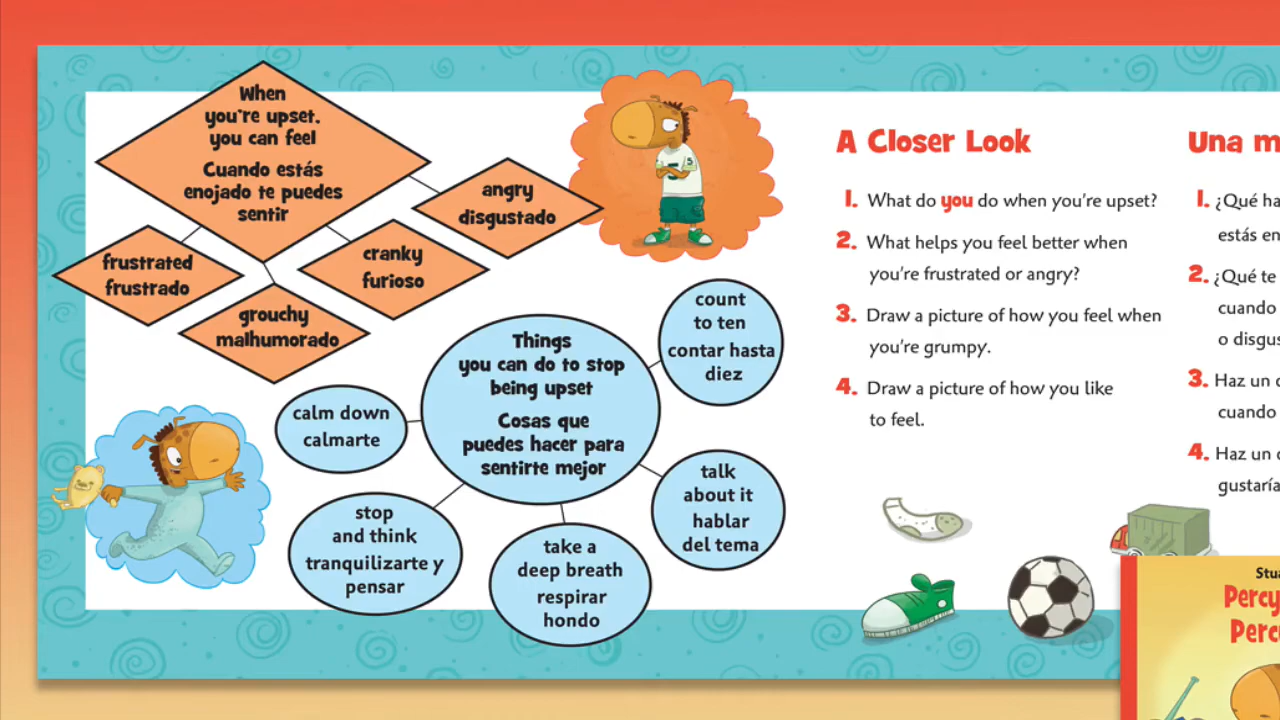 When
you're upset,
you can feel
Cuando estás
enojado te puedes
sentir
angry
disgustado
cranky
furioso
frustrated
frustrado
grouchy
malhumorado
Things
you can do to stop
being upset
Cosas que
puedes hacer para
sentirte mejor
count
to ten
contar hasta
diez
calm down
calmarte
talk
about it
hablar
del tema
stop
and think
tranquilizarte y
pensar
take a
deep breath
respirar
hondo
A Closer Look
1. What do you do when you're upset?
2. What helps you feel better when
you're frustrated or angry?
3. Draw a picture of how you feel when
you're grumpy.
4. Draw a picture of how you like
to feel.
Una m
1. ¿Qué ha
estás en
2. ¿Qué te
cuando
o disgus
3. Haz un d
cuando
4. Haz un d
gustaría
5
Stua
Percy
Perc